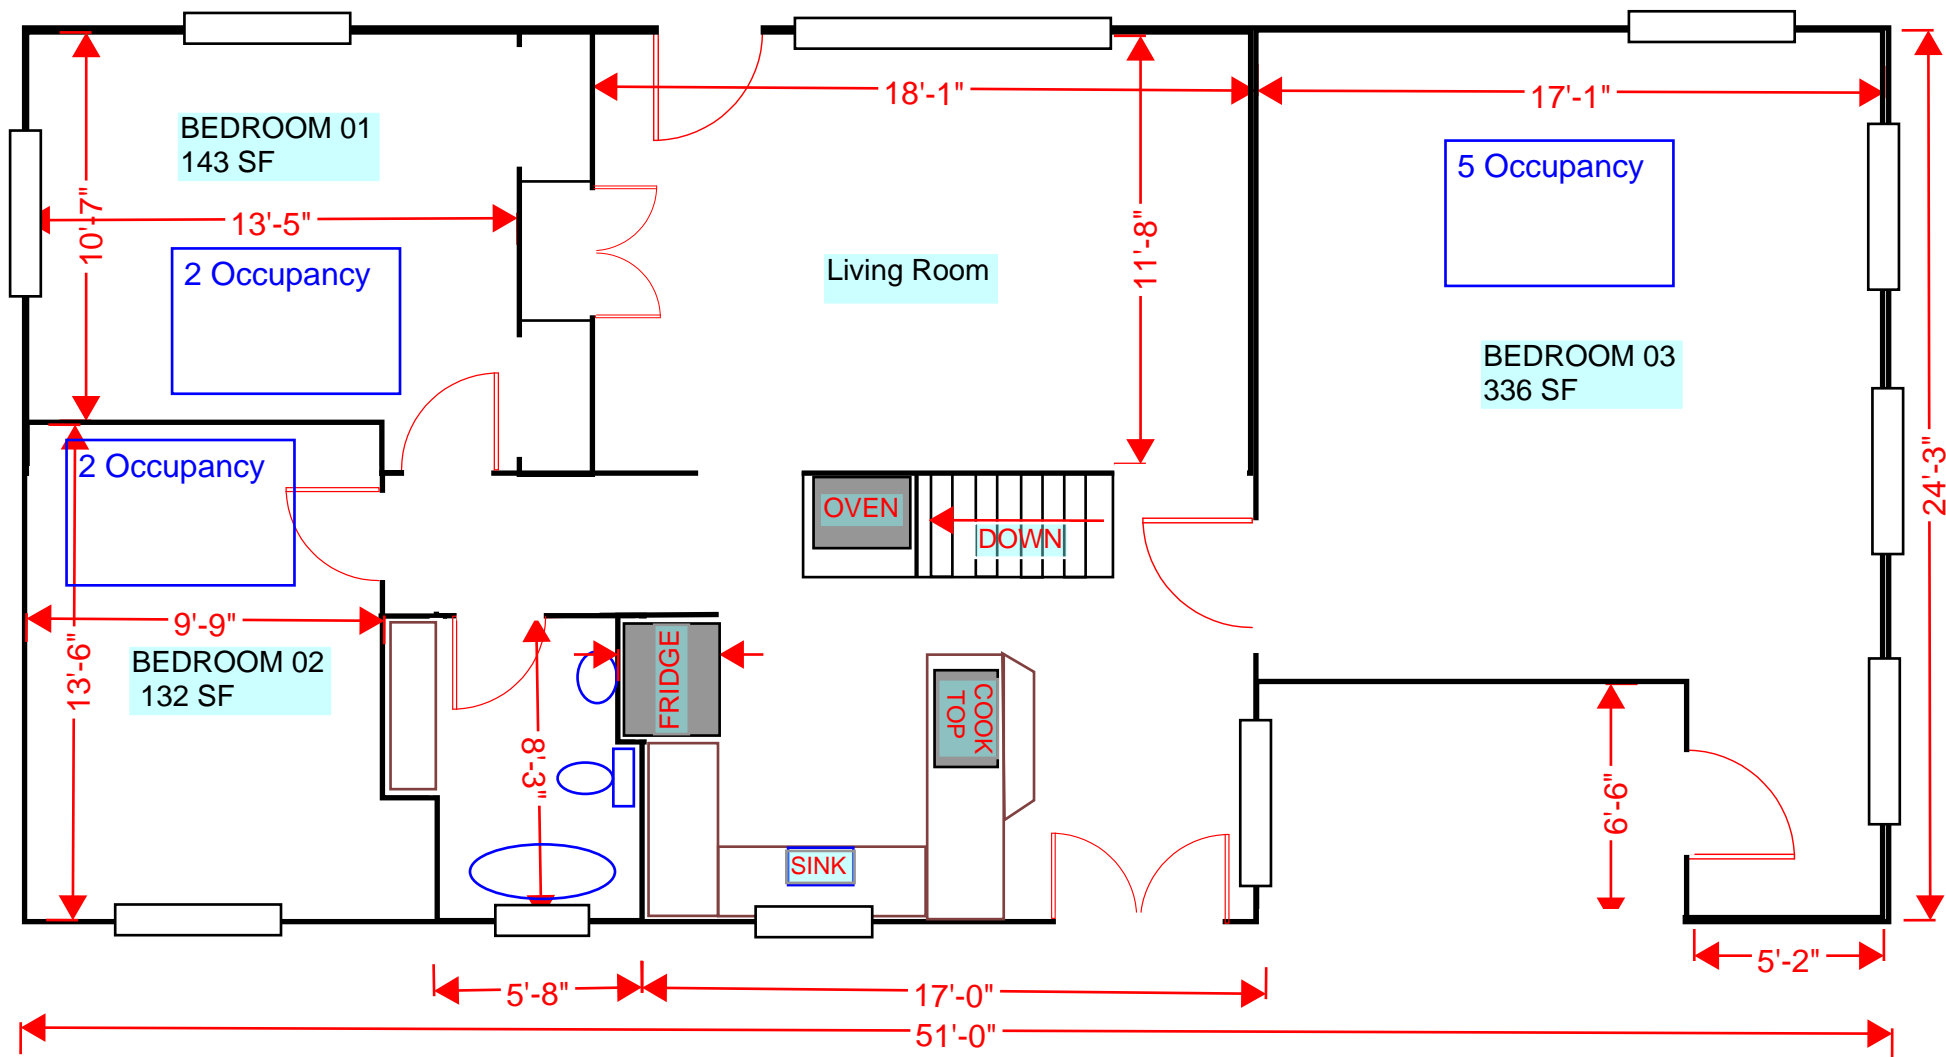 18'-1"
17'-1"
BEDROOM 01
143 SF
5 Occupancy
10'-7"
13'-5"
11'-8"
2 Occupancy
Living Room
BEDROOM 03
336 SF
2 Occupancy
24'-3"
OVEN
DOWN
9'-9"
BEDROOM 02
132 SF
13'-6"
FRIDGE
COOK
TOP
8'-3"
6'-6"
SINK
5'-2"
5'-8"
17'-0"
51'-0"